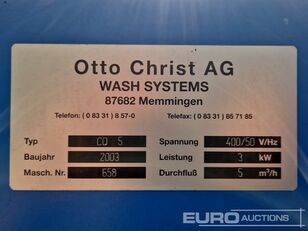 Otto Christ AG
WASH SYSTEMS
87682 Memmingen
Telefon: ( 0 83 31 ) 8 57-0 Telefax: ( 0 83 31 ) 85 71 85
Typ CQ 5 Spannung 400/50 V/Hz
Baujahr 2003 Leistung 3 kW
Masch. Nr. 658 Durchfluß 5 m³/h
EURO AUCTIONS